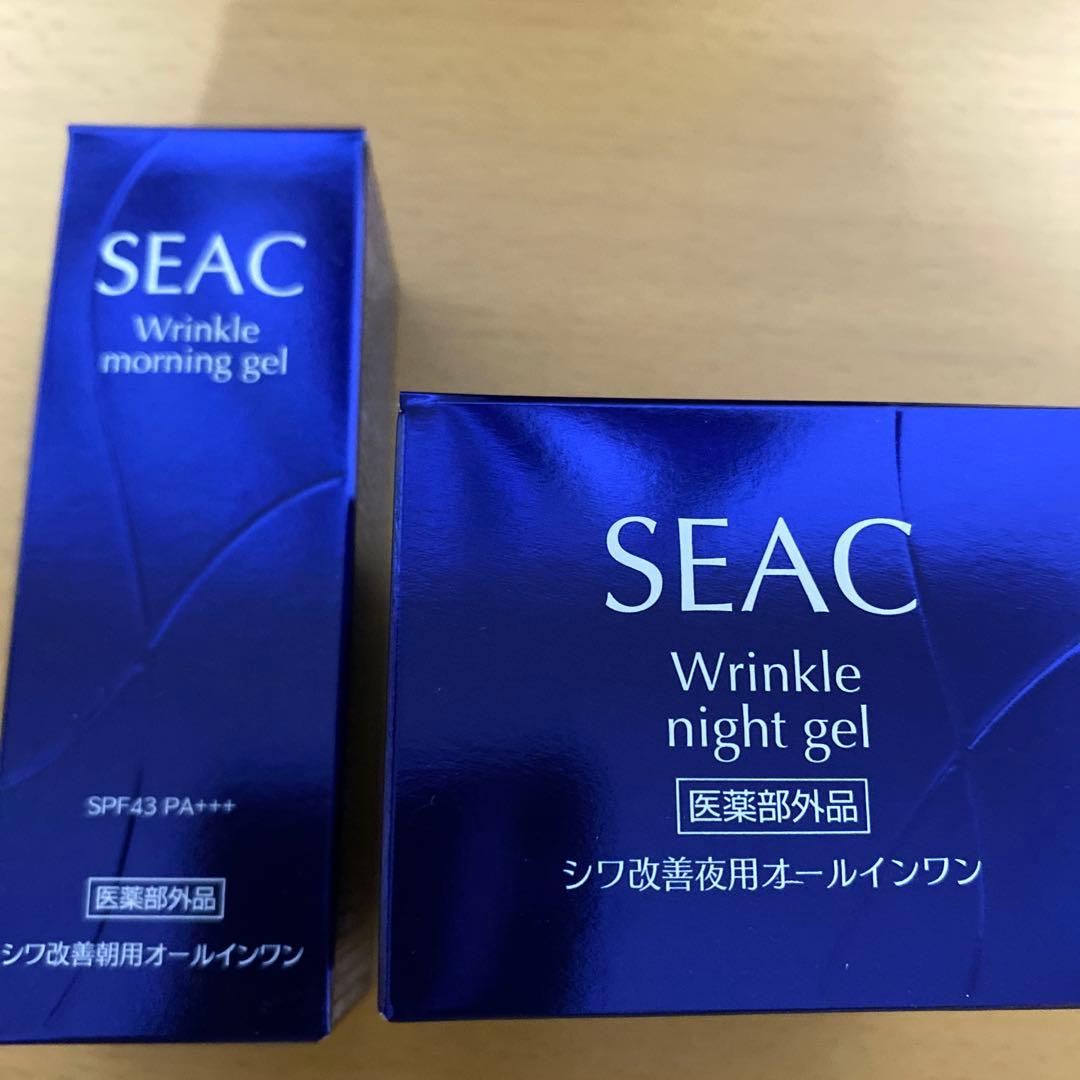 SEAC
Wrinkle
morning gel
SPF43 PA+++
医薬部外品
シワ改善朝用オールインワン
SEAC
Wrinkle
night gel
医薬部外品
シワ改善夜用オールインワン